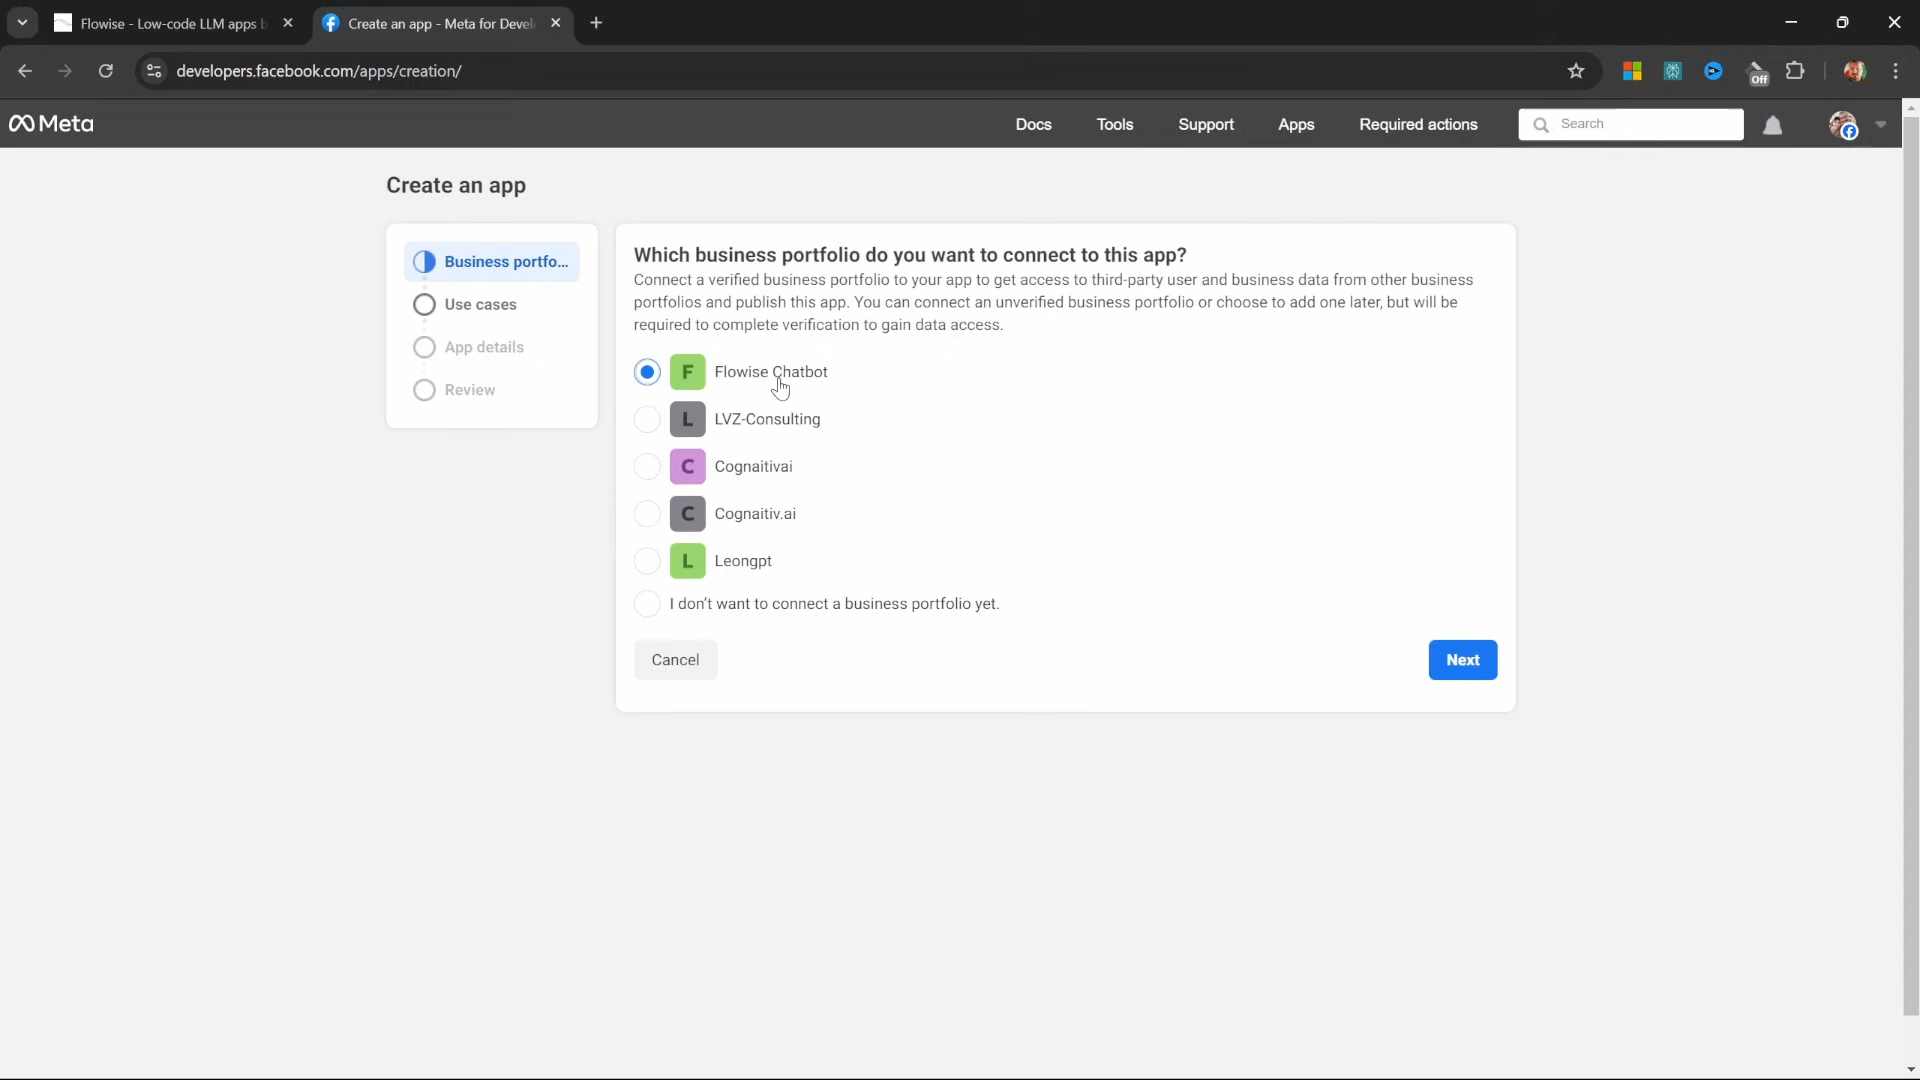 Flowise - Low-code LLM apps b
Create an app - Meta for Devel
developers.facebook.com/apps/creation/
Off
Meta
Docs
Tools
Support
Apps
Required actions
Search
Create an app
Business portfo...
Use cases
App details
Review
Which business portfolio do you want to connect to this app?
Connect a verified business portfolio to your app to get access to third-party user and business data from other business
portfolios and publish this app. You can connect an unverified business portfolio or choose to add one later, but will be
required to complete verification to gain data access.
F Flowise Chatbot
L LVZ-Consulting
C Cognaitivai
C Cognaitiv.ai
L Leongpt
I don't want to connect a business portfolio yet.
Cancel
Next